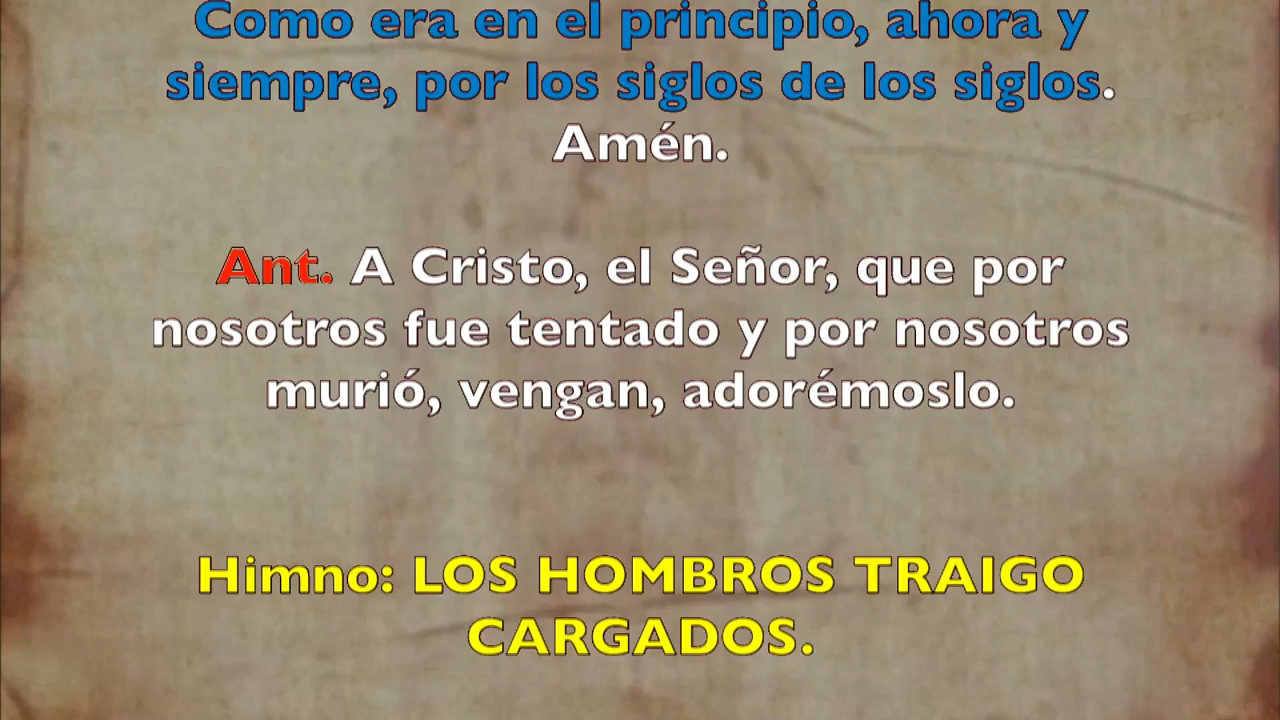 Como era en el principio, ahora y
siempre, por los siglos de los siglos.
Amén.
Ant. A Cristo, el Señor, que por
nosotros fue tentado y por nosotros
murió, vengan, adorémoslo.
Himno: LOS HOMBROS TRAIGO
CARGADOS.